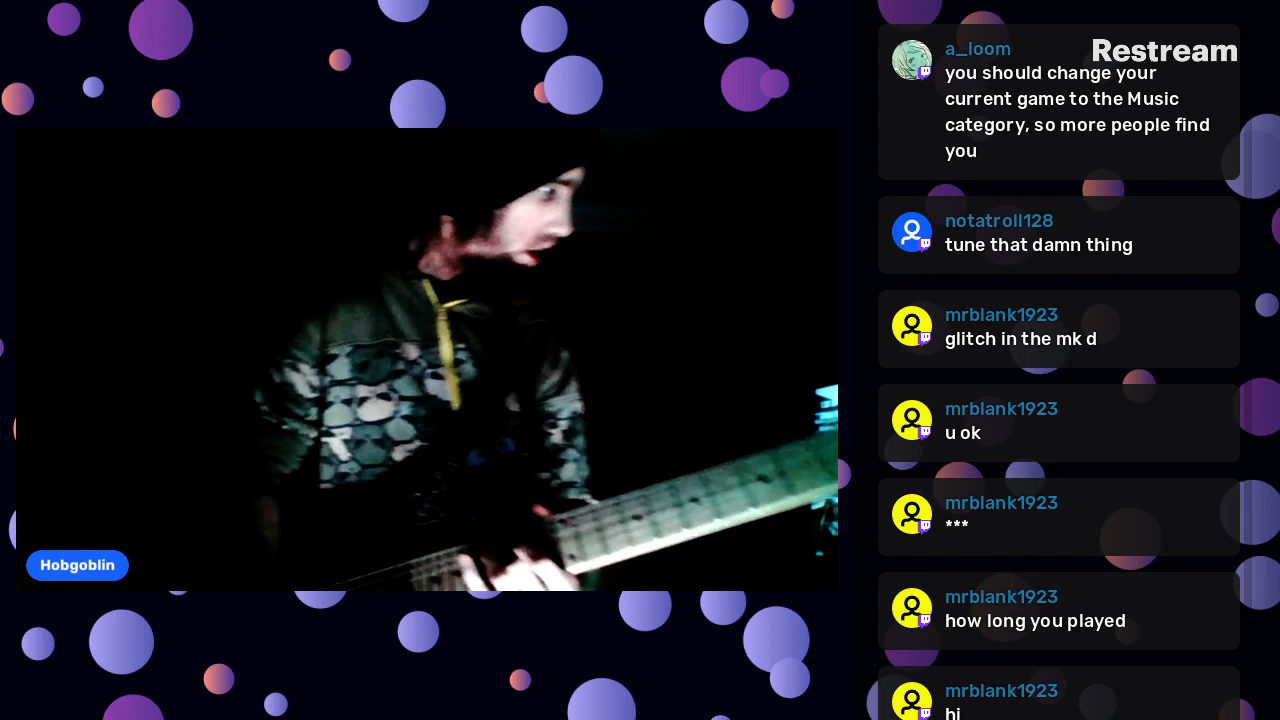 Restream
a_loom
you should change your
current game to the Music
category, so more people find
you
notatroll128
tune that damn thing
mrblank1923
glitch in the mk d
mrblank1923
u ok
mrblank1923
***
mrblank1923
how long you played
mrblank1923
hi
Hobgoblin